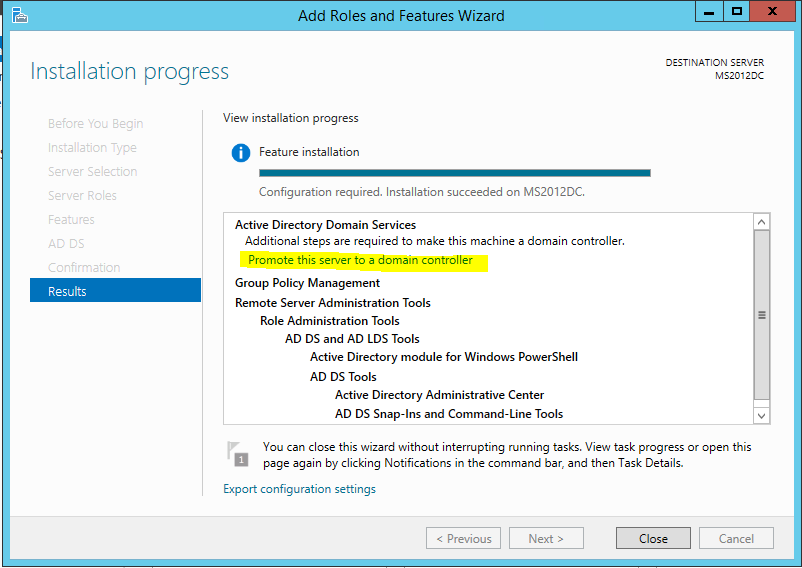 Add Roles and Features Wizard
Installation progress
DESTINATION SERVER
MS2012DC
Before You Begin
Installation Type
Server Selection
Server Roles
Features
AD DS
Confirmation
Results
View installation progress
Feature installation
Configuration required. Installation succeeded on MS2012DC.
Active Directory Domain Services
Additional steps are required to make this machine a domain controller.
Promote this server to a domain controller
Group Policy Management
Remote Server Administration Tools
Role Administration Tools
AD DS and AD LDS Tools
Active Directory module for Windows PowerShell
AD DS Tools
Active Directory Administrative Center
AD DS Snap-Ins and Command-Line Tools
1
You can close this wizard without interrupting running tasks. View task progress or open this
page again by clicking Notifications in the command bar, and then Task Details.
Export configuration settings
< Previous
Next >
Close
Cancel